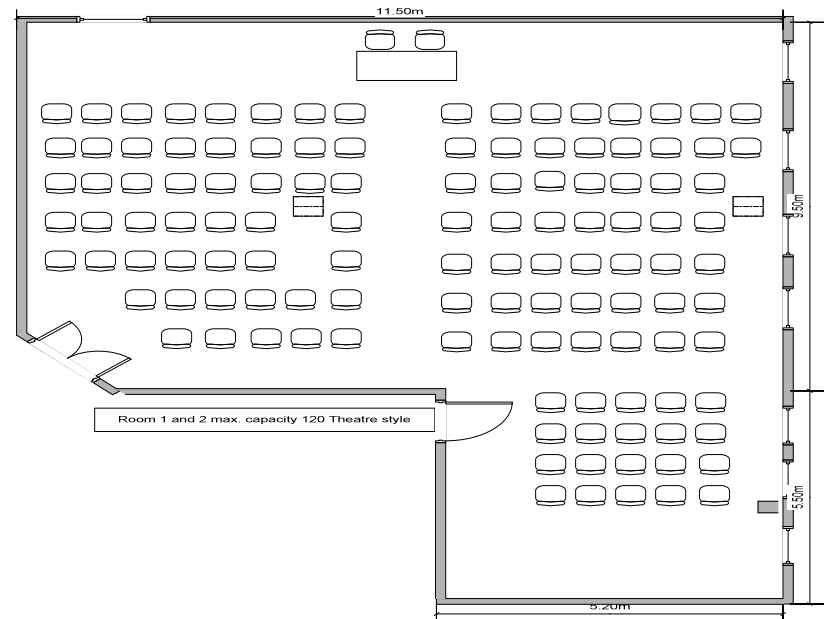 11.50m
9.50m
Room 1 and 2 max. capacity 120 Theatre style
5.50m
5.20m